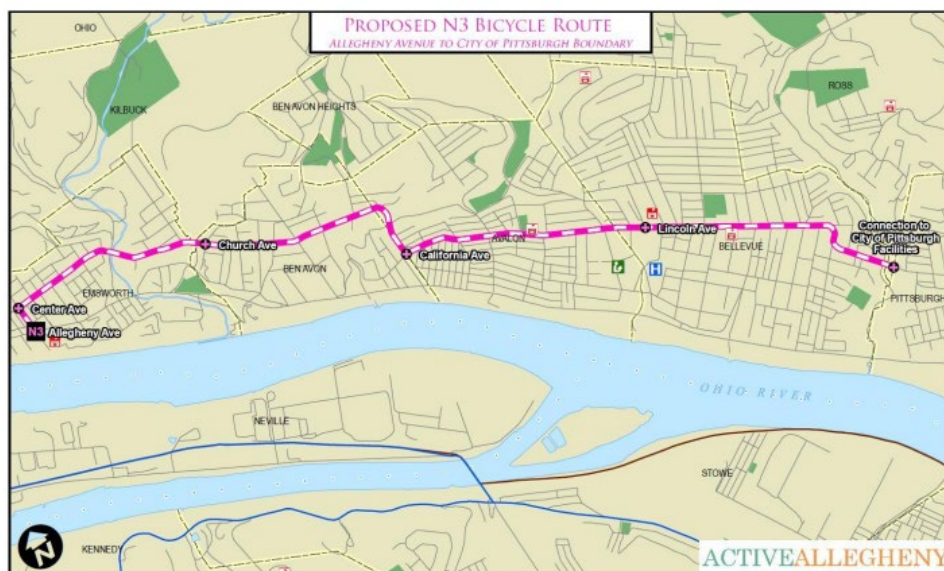 PROPOSED N3 BICYCLE ROUTE
ALLEGHENY AVENUE TO CITY OF PITTSBURGH BOUNDARY
OHIO
KILBUCK
BEN AVON HEIGHTS
ROSS
Church Ave
Lincoln Ave
Connection to
City of Pittsburgh
Facilities
AVALON
BELLEVUE
California Ave
BEN AVON
EMSWORTH
PITTSBURGH
Center Ave
N3 Allegheny Ave
H
OHIO RIVER
NEVILLE
STOWE
KENNEDY
N
ACTIVEALLEGHENY